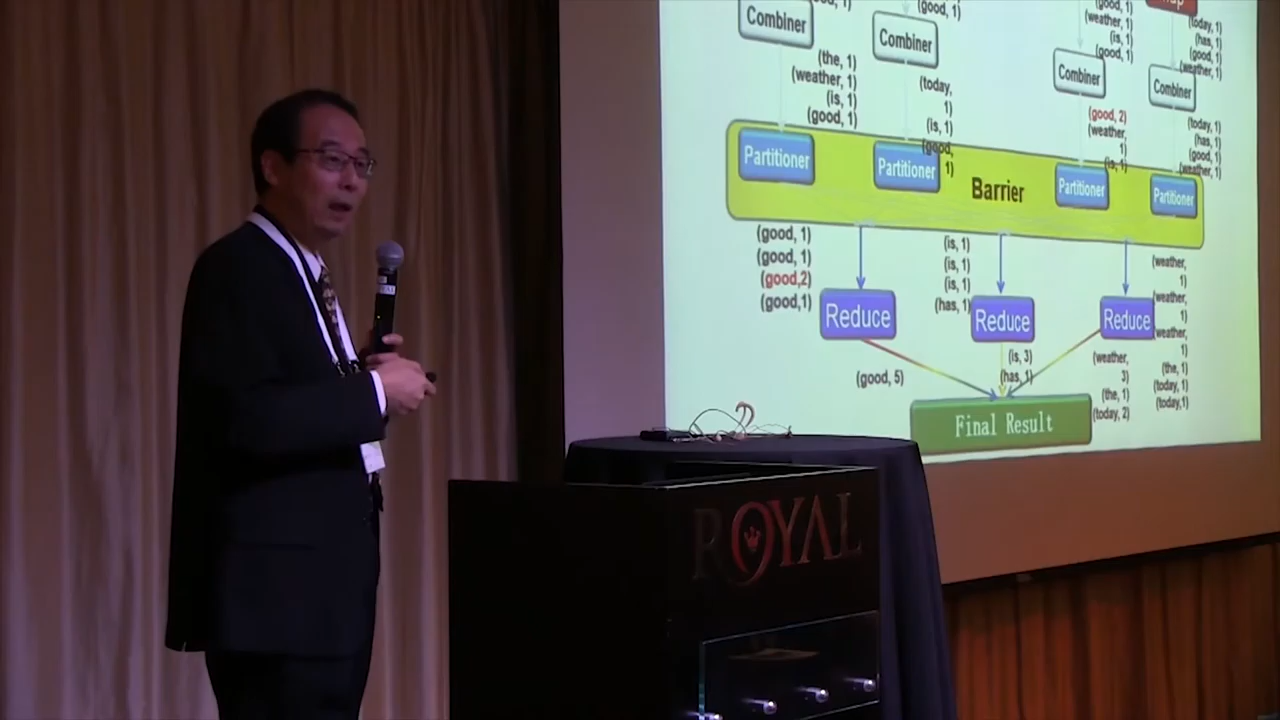 (good, 1)
(good, 1)
(weather, 1)
(is, 1)
(good, 1)
(today, 1)
(has, 1)
(good, 1)
(weather, 1)
Combiner
Combiner
Combiner
Combiner
(the, 1)
(weather, 1)
(is, 1)
(good, 1)
(today,
1)
(is, 1)
(good,
1)
(good, 2)
(weather,
1)
(is, 1)
(today, 1)
(has, 1)
(good, 1)
(weather, 1)
Partitioner
Partitioner
Barrier
Partitioner
Partitioner
(good, 1)
(good, 1)
(good,2)
(good,1)
(is, 1)
(is, 1)
(is, 1)
(has, 1)
(weather,
1)
(weather,
1)
(weather,
1)
(the, 1)
(today, 1)
(today,1)
Reduce
Reduce
Reduce
(good, 5)
(is, 3)
(has, 1)
(weather,
3)
(the, 1)
(today, 2)
Final Result
ROYAL